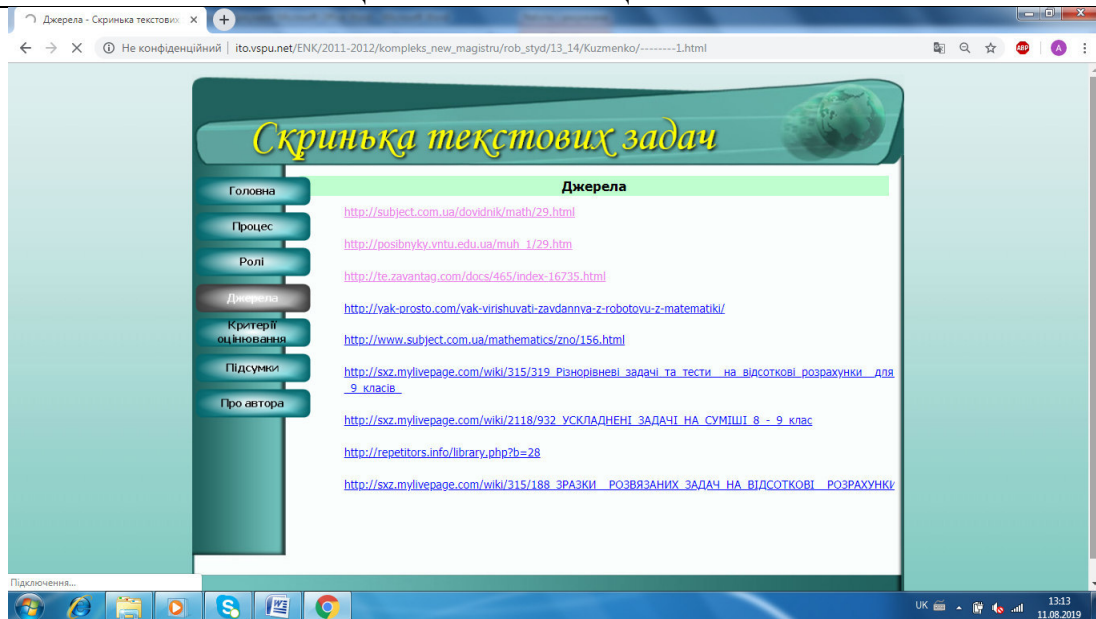 Джерела - Скринька текстових
Не конфіденційний | ito.vspu.net/ENK/2011-2012/kompleks_new_magistru/rob_styd/13_14/Kuzmenko/--------1.html
ABP
A
Скринька текстових задач
Головна
Процес
Ролі
Джерела
Критерії
оцінювання
Підсумки
Про автора
Джерела
http://subject.com.ua/dovidnik/math/29.html
http://posibnyky.vntu.edu.ua/muh_1/29.htm
http://te.zavantag.com/docs/465/index-16735.html
http://yak-prosto.com/yak-virishuvati-zavdannya-z-robotoyu-z-matematiki/
http://www.subject.com.ua/mathematics/zno/156.html
http://sxz.mylivepage.com/wiki/315/319_Різнорівневі_задачі_та_тести__на_відсоткові_розрахунки__для
_9_класів_
http://sxz.mylivepage.com/wiki/2118/932_УСКЛАДНЕНІ_ЗАДАЧІ_НА_СУМІШІ_8_-_9_клас
http://repetitors.info/library.php?b=28
http://sxz.mylivepage.com/wiki/315/188_ЗРАЗКИ__РОЗВЯЗАНИХ_ЗАДАЧ_НА_ВІДСОТКОВІ__РОЗРАХУНКИ
Підключення...
UK
13:13
11.08.2019